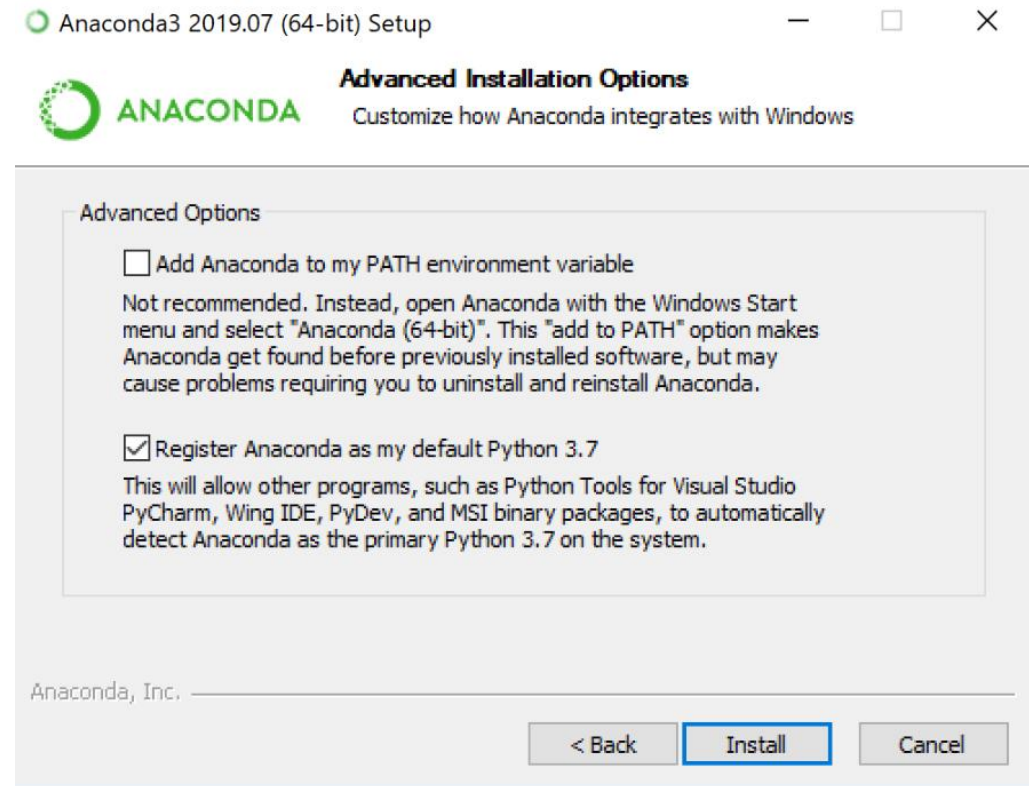 Anaconda3 2019.07 (64-bit) Setup
ANACONDA
Advanced Installation Options
Customize how Anaconda integrates with Windows
Advanced Options
Add Anaconda to my PATH environment variable
Not recommended. Instead, open Anaconda with the Windows Start
menu and select "Anaconda (64-bit)". This "add to PATH" option makes
Anaconda get found before previously installed software, but may
cause problems requiring you to uninstall and reinstall Anaconda.
Register Anaconda as my default Python 3.7
This will allow other programs, such as Python Tools for Visual Studio
PyCharm, Wing IDE, PyDev, and MSI binary packages, to automatically
detect Anaconda as the primary Python 3.7 on the system.
Anaconda, Inc.
< Back Install Cancel